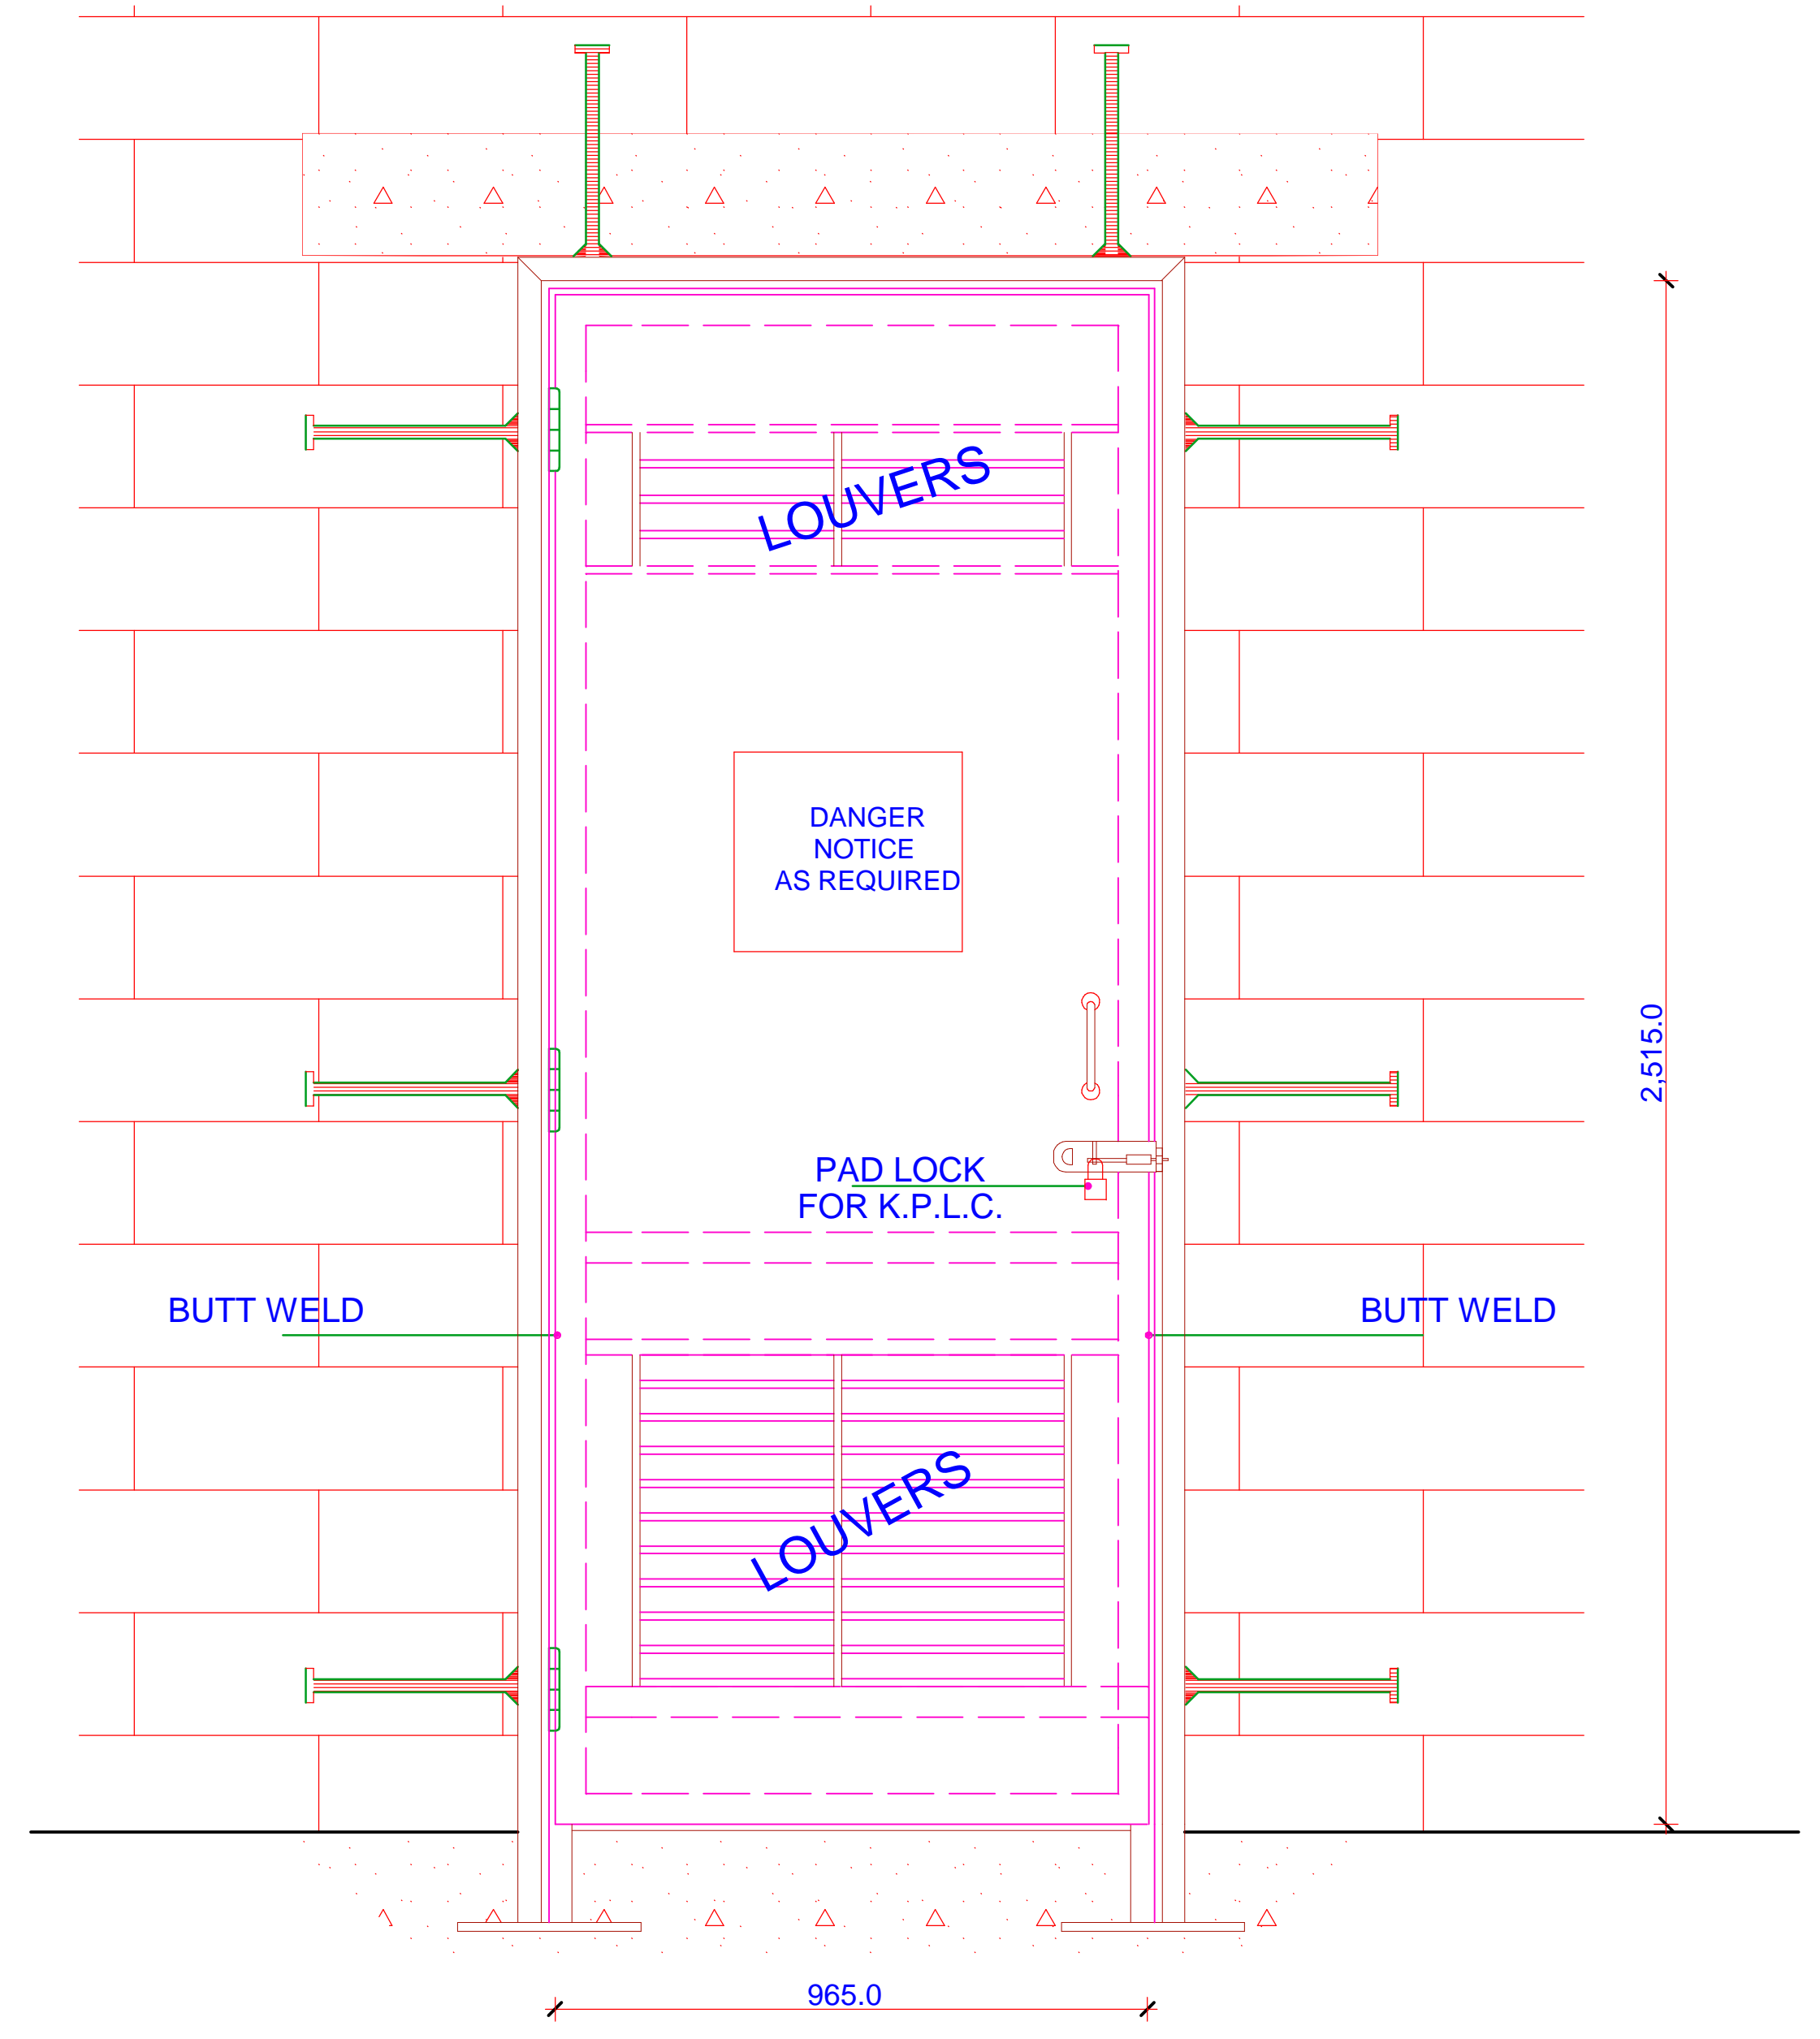 LOUVERS
DANGER
NOTICE
AS REQUIRED
2,515.0
PAD LOCK
FOR K.P.L.C.
BUTT WELD
BUTT WELD
LOUVERS
965.0